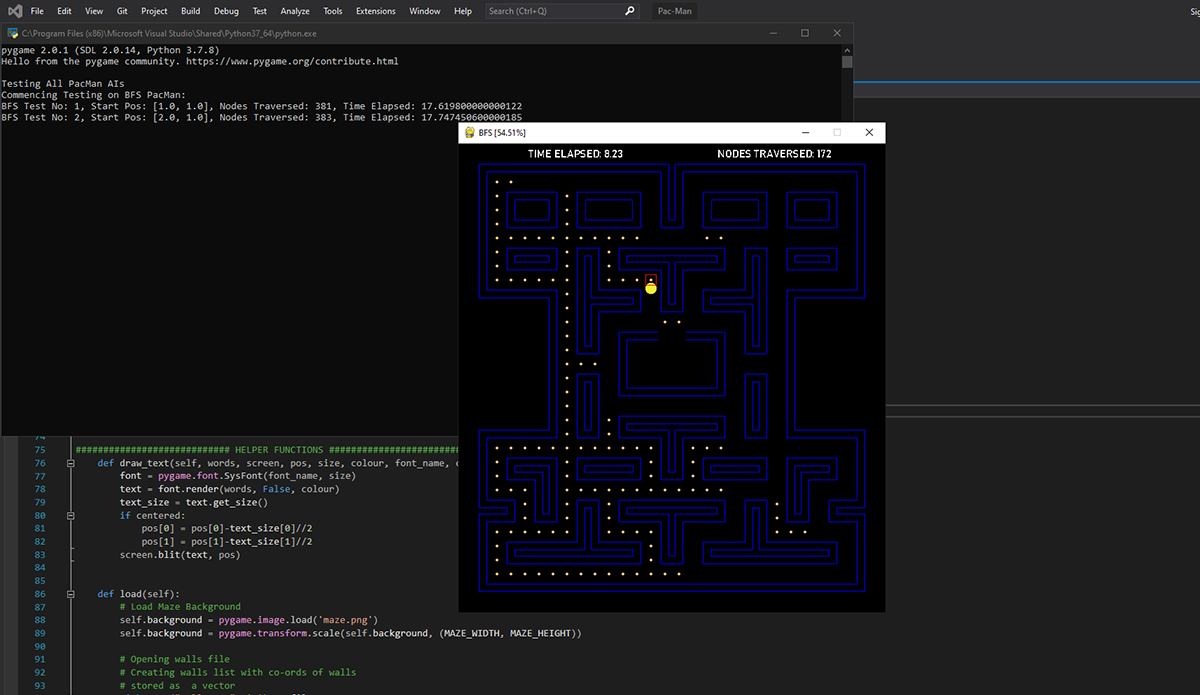 File Edit View Git Project Build Debug Test Analyze Tools Extensions Window Help Search (Ctrl+Q) Pac-Man
C:\Program Files (x86)\Microsoft Visual Studio\Shared\Python37_64\python.exe
pygame 2.0.1 (SDL 2.0.14, Python 3.7.8)
Hello from the pygame community. https://www.pygame.org/contribute.html
Testing All PacMan AIs
Commencing Testing on BFS PacMan:
BFS Test No: 1, Start Pos: [1.0, 1.0], Nodes Traversed: 381, Time Elapsed: 17.619800000000122
BFS Test No: 2, Start Pos: [2.0, 1.0], Nodes Traversed: 383, Time Elapsed: 17.747450600000185
BFS [54.51%]
TIME ELAPSED: 8.23 NODES TRAVERSED: 172
74
75 ############################ HELPER FUNCTIONS ########################
76 def draw_text(self, words, screen, pos, size, colour, font_name,
77 font = pygame.font.SysFont(font_name, size)
78 text = font.render(words, False, colour)
79 text_size = text.get_size()
80 if centered:
81 pos[0] = pos[0]-text_size[0]//2
82 pos[1] = pos[1]-text_size[1]//2
83 screen.blit(text, pos)
84
85
86 def load(self):
87 # Load Maze Background
88 self.background = pygame.image.load('maze.png')
89 self.background = pygame.transform.scale(self.background, (MAZE_WIDTH, MAZE_HEIGHT))
90
91 # Opening walls file
92 # Creating walls list with co-ords of walls
93 # stored as  a vector